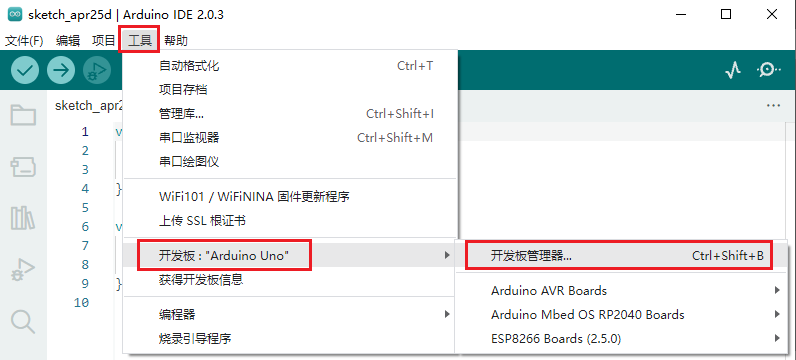 sketch_apr25d | Arduino IDE 2.0.3
文件(F) 编辑 项目 工具 帮助
自动格式化 Ctrl+T
项目存档
sketch_apr25
管理库... Ctrl+Shift+I
1 v
串口监视器 Ctrl+Shift+M
2
串口绘图仪
3
4 }
WiFi101 / WiFiNINA 固件更新程序
5
上传 SSL 根证书
6 v
7
开发板 : "Arduino Uno"
开发板管理器... Ctrl+Shift+B
8
获得开发板信息
9 }
Arduino AVR Boards
10
编程器
Arduino Mbed OS RP2040 Boards
烧录引导程序
ESP8266 Boards (2.5.0)